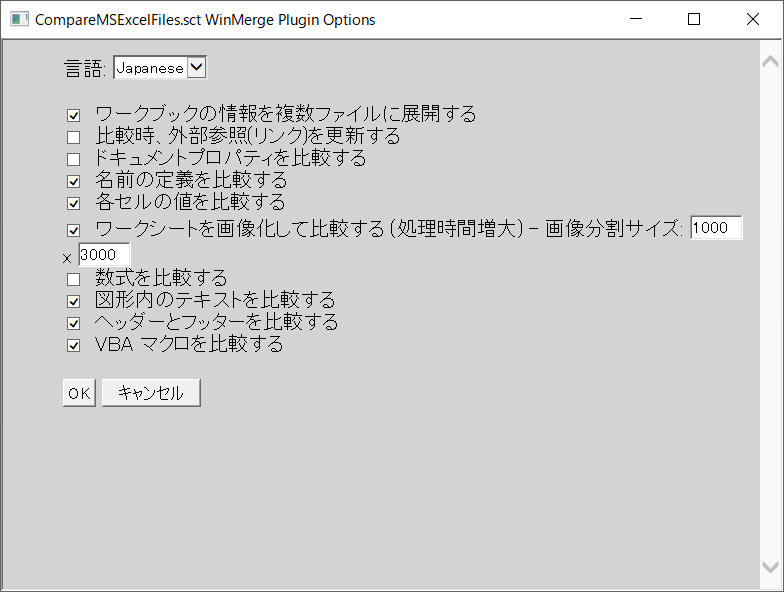 CompareMSExcelFiles.sct WinMerge Plugin Options
言語: Japanese
ワークブックの情報を複数ファイルに展開する
比較時、外部参照(リンク)を更新する
ドキュメントプロパティを比較する
名前の定義を比較する
各セルの値を比較する
ワークシートを画像化して比較する（処理時間増大） - 画像分割サイズ: 1000
x 3000
数式を比較する
図形内のテキストを比較する
ヘッダーとフッターを比較する
VBA マクロを比較する
OK キャンセル